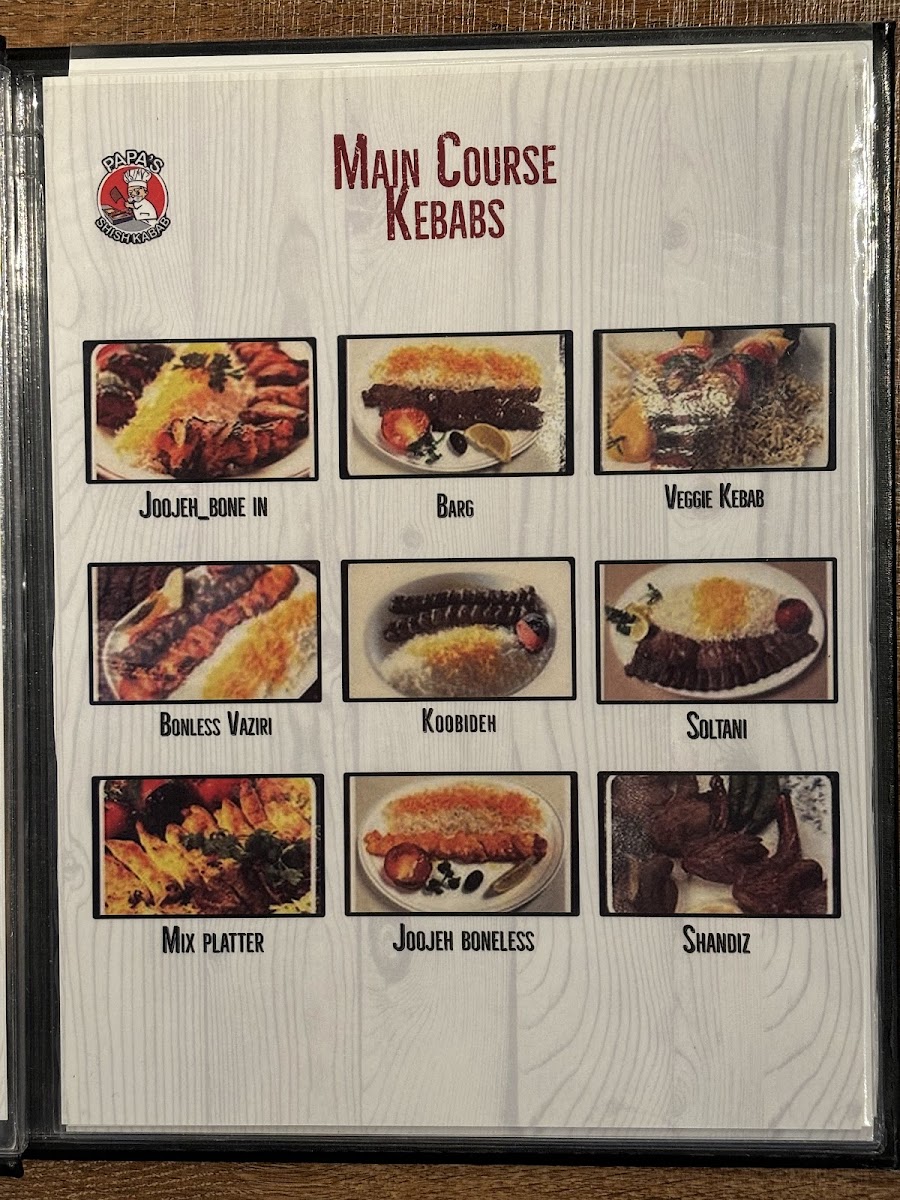 PAPA'S
SHISH KABAB
Main Course
Kebabs
Joojeh_bone in
Barg
Veggie Kebab
Bonless Vaziri
Koobideh
Soltani
Mix platter
Joojeh boneless
Shandiz